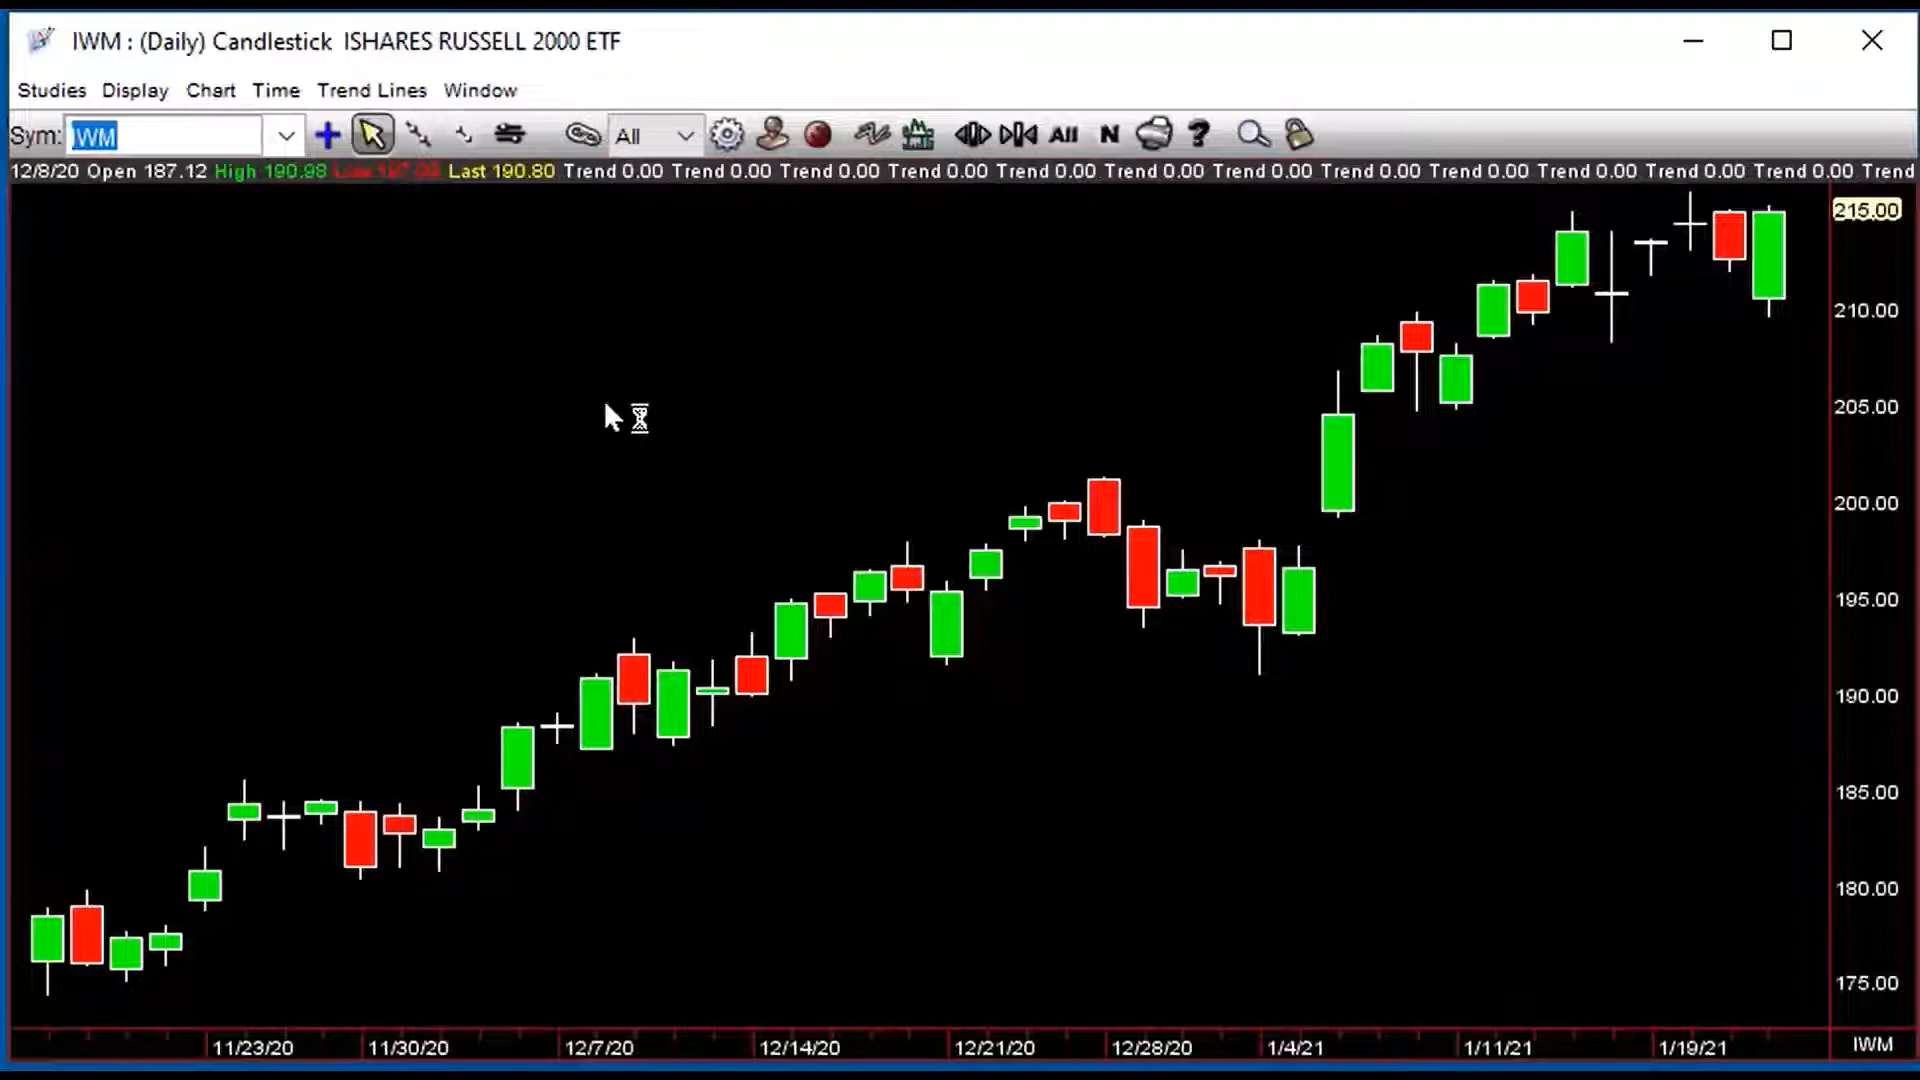 IWM : (Daily) Candlestick ISHARES RUSSELL 2000 ETF
Studies Display Chart Time Trend Lines Window
Sym: IWM All All N ?
12/8/20 Open 187.12 High 190.98 Last 190.80 Trend 0.00 Trend 0.00 Trend 0.00 Trend 0.00 Trend 0.00 Trend 0.00 Trend 0.00 Trend 0.00 Trend 0.00 Trend 0.00 Trend 0.00 Trend 0.00 Trend
215.00
210.00
205.00
200.00
195.00
190.00
185.00
180.00
175.00
11/23/20 11/30/20 12/7/20 12/14/20 12/21/20 12/28/20 1/4/21 1/11/21 1/19/21 IWM